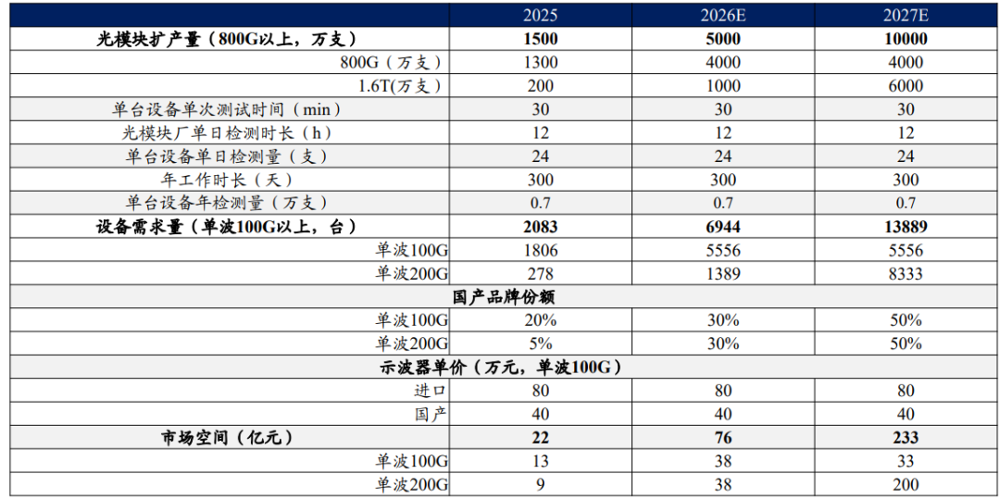 2025 2026E 2027E
光模块扩产量（800G以上，万支） 1500 5000 10000
800G（万支） 1300 4000 4000
1.6T(万支） 200 1000 6000
单台设备单次测试时间（min） 30 30 30
光模块厂单日检测时长（h） 12 12 12
单台设备单日检测量（支） 24 24 24
年工作时长（天） 300 300 300
单台设备年检测量（万支） 0.7 0.7 0.7
设备需求量（单波100G以上，台） 2083 6944 13889
单波100G 1806 5556 5556
单波200G 278 1389 8333
国产品牌份额
单波100G 20% 30% 50%
单波200G 5% 30% 50%
示波器单价（万元，单波100G）
进口 80 80 80
国产 40 40 40
市场空间（亿元） 22 76 233
单波100G 13 38 33
单波200G 9 38 200